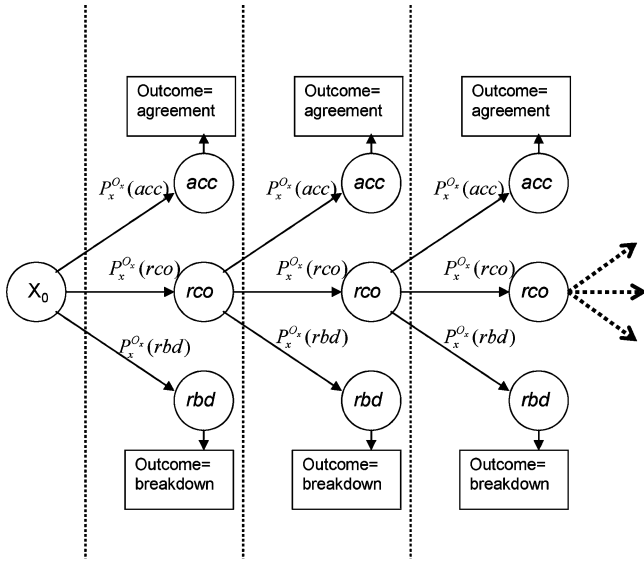 Outcome=
agreement
Outcome=
agreement
Outcome=
agreement
P_x^{O_x}(acc)
acc
P_x^{O_x}(acc)
acc
P_x^{O_x}(acc)
acc
X_0
P_x^{O_x}(rco)
rco
P_x^{O_x}(rco)
rco
P_x^{O_x}(rco)
rco
P_x^{O_x}(rbd)
rbd
P_x^{O_x}(rbd)
rbd
P_x^{O_x}(rbd)
rbd
Outcome=
breakdown
Outcome=
breakdown
Outcome=
breakdown